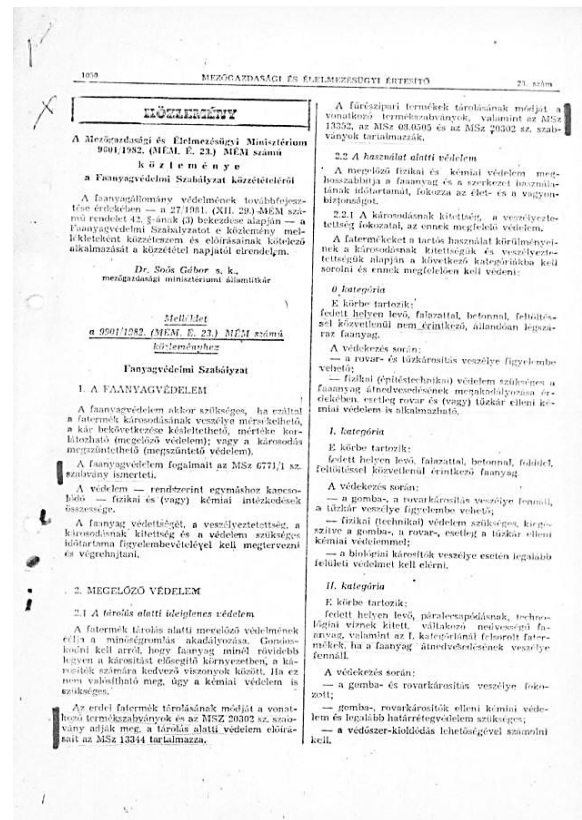 1050
MEZŐGAZDASÁGI ÉS ÉLELMEZÉSÜGYI ÉRTESÍTŐ
23. szám
KÖZLEMÉNY
A Mezőgazdasági és Élelmezésügyi Minisztérium
9001/1982. (MÉM. É. 23.) MÉM számú
közleménye
a Faanyagvédelmi Szabályzat közzétételéről
A faanyagállomány védelmének továbbfejesz-
tése érdekében — a 27/1981. (XII. 29.) MÉM szá-
mú rendelet 42. §-ának (3) bekezdése alapján — a
Faanyagvédelmi Szabályzatot e közlemény mel-
lékleteként közzéteszem és előírásainak kötelező
alkalmazását a közzététel napjától elrendelem.
Dr. Soós Gábor s. k.,
mezőgazdasági minisztériumi államtitkár
Melléklet
a 9001/1982. (MÉM. É. 23.) MÉM számú
közleményhez
Fanyagvédelmi Szabályzat
1. A FAANYAGVÉDELEM
A faanyagvédelem akkor szükséges, ha ezáltal
a fatermék károsodásának veszélye mérsékelhető,
a kár bekövetkezése késleltethető, mértéke kor-
látozható (megelőző védelem); vagy a károsodás
megszüntethető (megszüntető védelem).
A faanyagvédelem fogalmait az MSz 6771/1 sz.
szabvány ismerteti.
A védelem — rendszerint egymáshoz kapcso-
lódó — fizikai és (vagy) kémiai intézkedések
összessége.
A faanyag védettségét, a veszélyeztetettség, a
károsodásnak kitettség és a védelem szükséges
időtartama figyelembevételével kell megtervezni
és végrehajtani.
2. MEGELŐZŐ VÉDELEM
2.1 A tárolás alatti ideiglenes védelem
A fatermék tárolás alatti megelőző védelmének
célja a minőségromlás akadályozása. Gondos-
kodni kell arról, hogy faanyag minél rövidebb
legyen a károsítást elősegítő környezetben, a ká-
rosítók számára kedvező viszonyok között. Ha ez
nem valósítható meg, úgy a kémiai védelem is
szükséges.
Az erdei fatermék tárolásának módját a vonat-
kozó termékszabványok és az MSZ 20302 sz. szab-
vány adják meg, a tárolás alatti védelem előírá-
sait az MSz 13344 tartalmazza.
A fűrészipari termékek tárolásának módját a
vonatkozó termékszabványok, valamint az MSz
13352, az MSz 08.0505 és az MSz 20302 sz. szab-
ványok tartalmazzák.
2.2 A használat alatti védelem
A megelőző fizikai és kémiai védelem meg-
hosszabbítja a faanyag és a szerkezet használa-
tának időtartamát, fokozza az élet- és a vagyon-
biztonságot.
2.2.1 A károsodásnak kitettség, a veszélyezte-
tettség fokozatai, az ennek megfelelő védelem.
A fatermékeket a tartós használat körülményei-
nek a károsodásnak kitettségük és veszélyezte-
tettségük alapján a következő kategóriákba kell
sorolni és ennek megfelelően kell védeni:
0 kategória
E körbe tartozik:
fedett helyen levő, falazattal, betonnal, feltöltés-
sel közvetlenül nem érintkező, állandóan légszá-
raz faanyag.
A védekezés során:
— a rovar- és tűzkárosítás veszélye figyelembe
vehető;
— fizikai (építéstechnikai) védelem szükséges a
faaanyag átnedvesedésének megakadályozása ér-
dekében, esetleg rovar és (vagy) tűzkár elleni ké-
miai védelem is alkalmazható.
I. kategória
E körbe tartozik:
fedett helyen levő, falazattal, betonnal, földdel,
feltöltéssel közvetlenül érintkező faanyag.
A védekezés során:
— a gomba-, a rovarkárosítás veszélye fennáll,
a tűzkár veszélye figyelembe vehető;
— fizikai (technikai) védelem szükséges, kiegé-
szítve a gomba-, a rovar-, esetleg a tűzkár elleni
kémiai védelemmel;
— a biológiai károsítók veszélye esetén legalább
felületi védelmet kell elérni.
II. kategória
E körbe tartozik:
fedett helyen levő, páralecsapódásnak, techno-
lógiai víznek kitett, váltakozó nedvességű fa-
anyag, valamint az I. kategóriánál felsorolt fater-
mékek, ha a faanyag átnedvesedésének veszélye
fennáll.
A védekezés során:
— a gomba- és rovarkárosítás veszélye foko-
zott;
— gomba-, rovarkárosítók elleni kémiai véde-
lem és legalább határrétegvédelem szükséges;
— a védőszer-kioldódás lehetőségével számolni
kell.